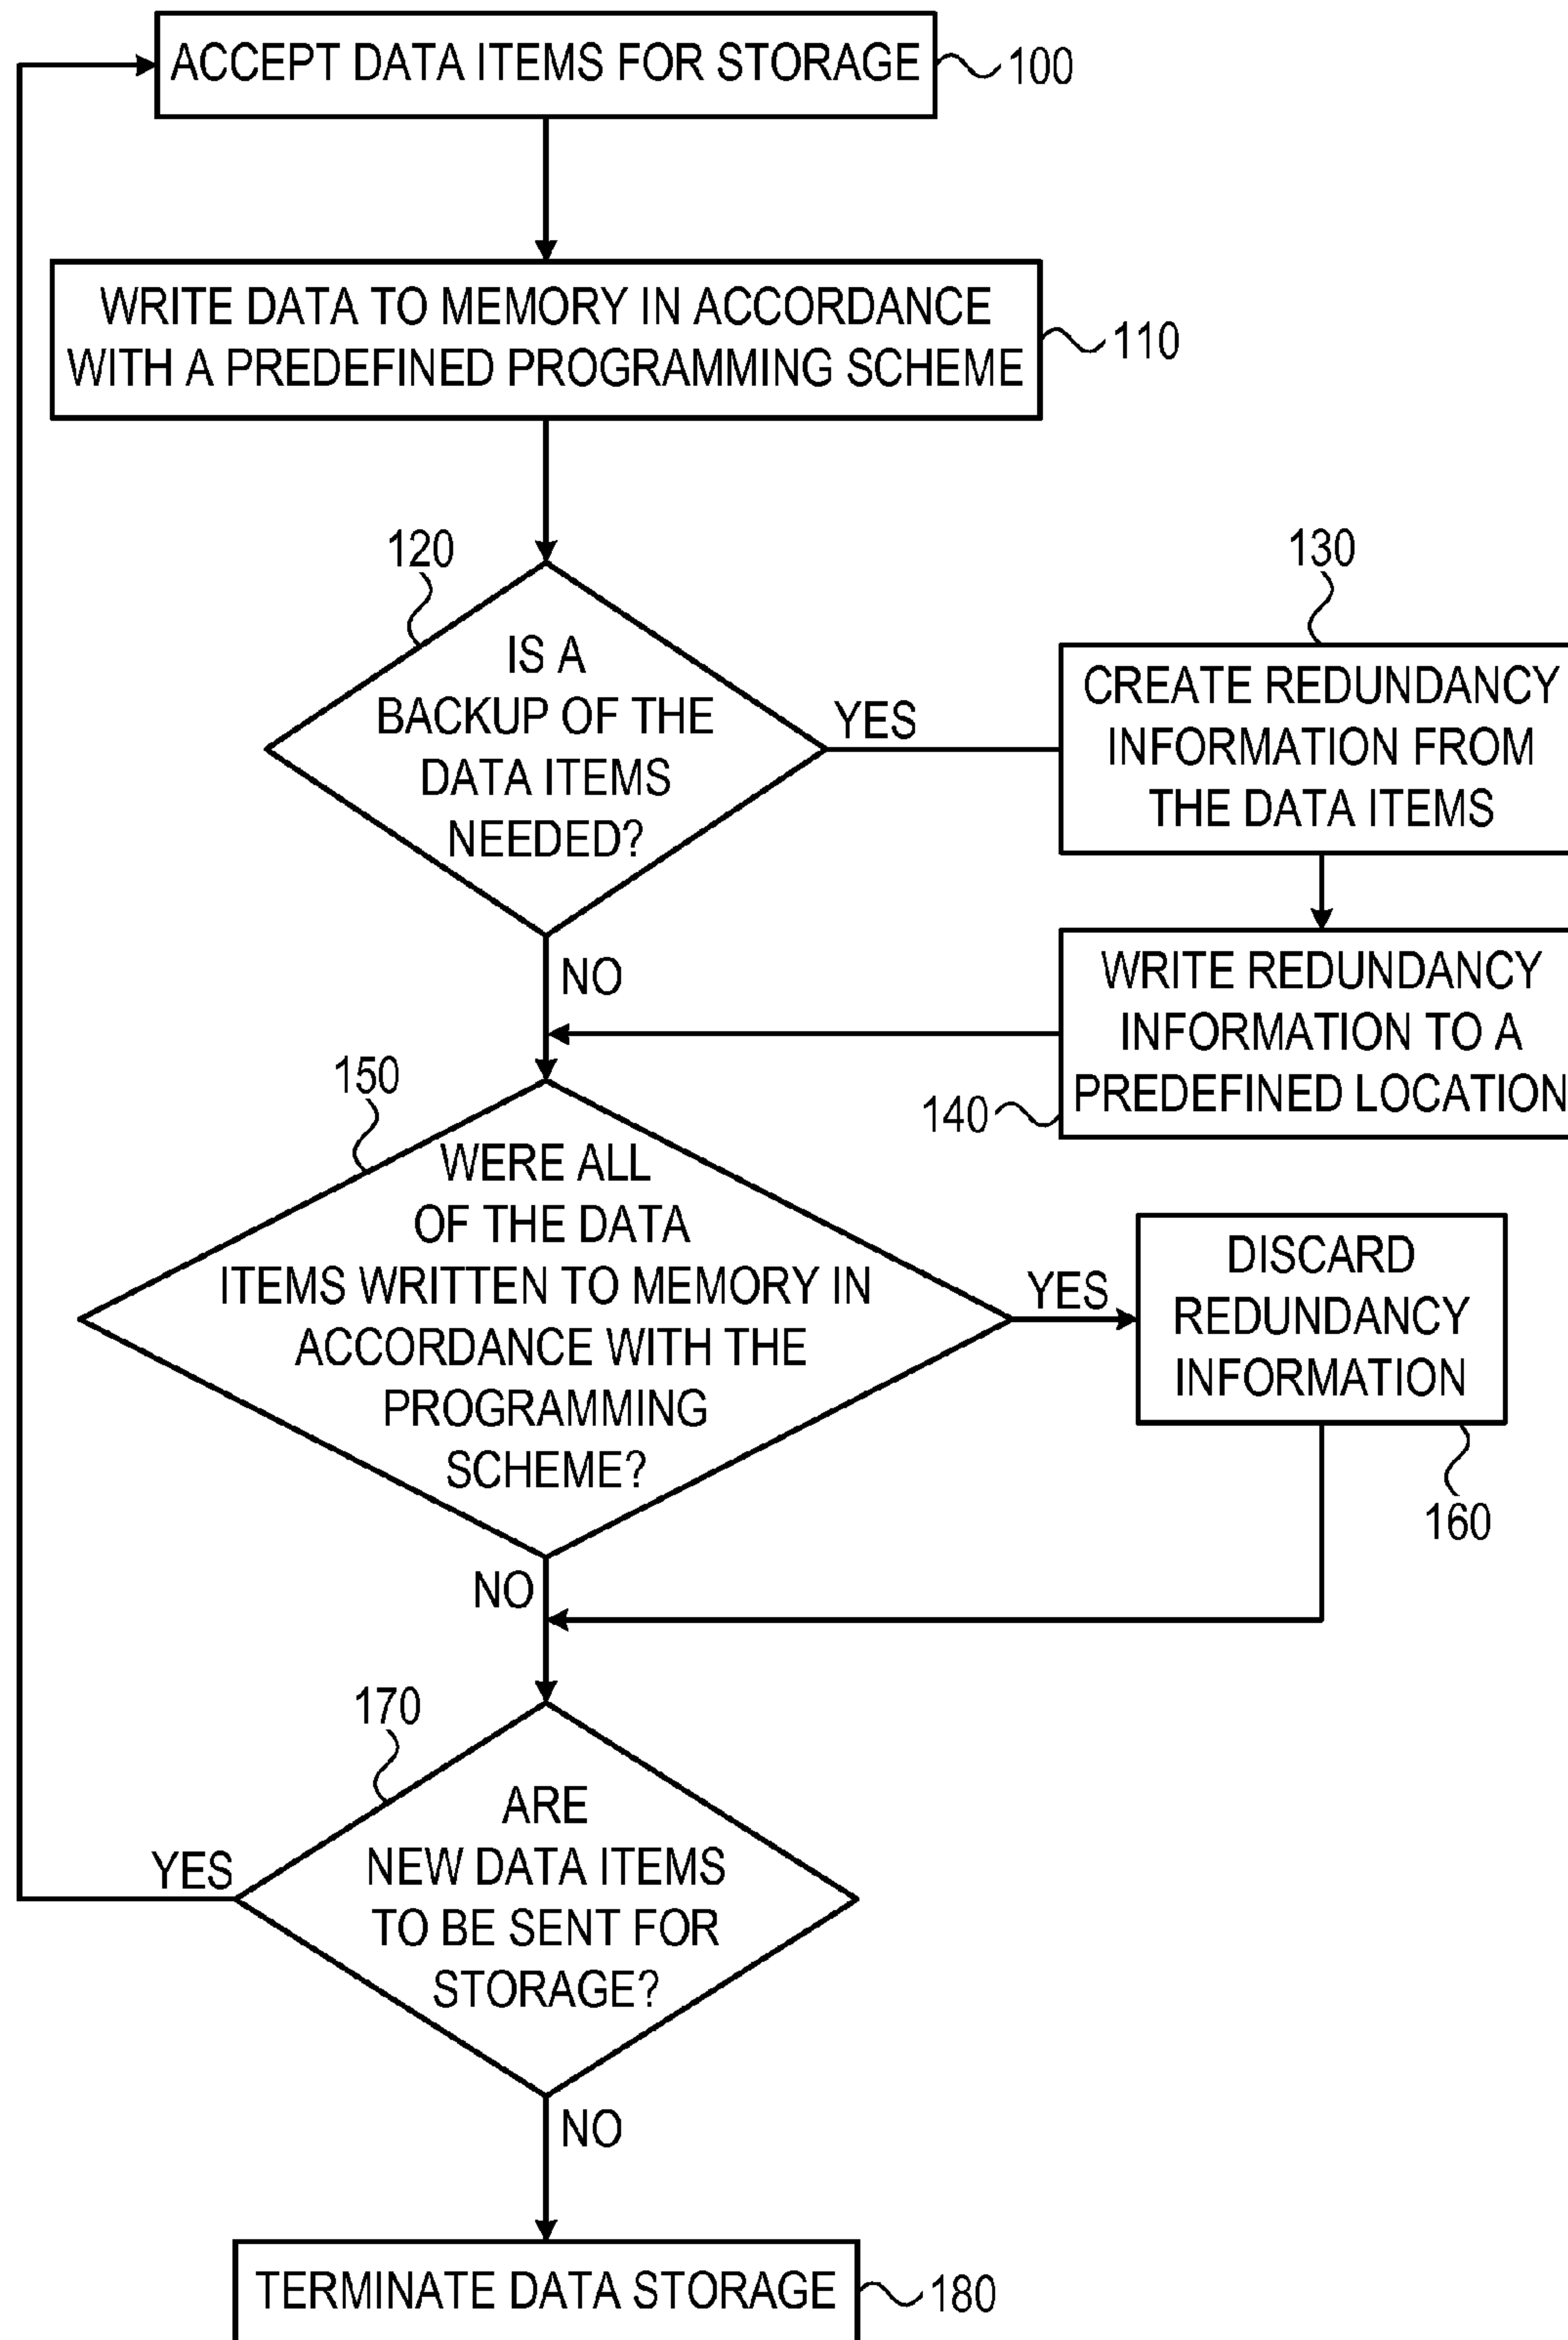 ACCEPT DATA ITEMS FOR STORAGE
100
WRITE DATA TO MEMORY IN ACCORDANCE
WITH A PREDEFINED PROGRAMMING SCHEME
110
120
IS A
BACKUP OF THE
DATA ITEMS
NEEDED?
YES
NO
130
CREATE REDUNDANCY
INFORMATION FROM
THE DATA ITEMS
WRITE REDUNDANCY
INFORMATION TO A
PREDEFINED LOCATION
140
150
WERE ALL
OF THE DATA
ITEMS WRITTEN TO MEMORY IN
ACCORDANCE WITH THE
PROGRAMMING
SCHEME?
YES
NO
DISCARD
REDUNDANCY
INFORMATION
160
170
ARE
NEW DATA ITEMS
TO BE SENT FOR
STORAGE?
YES
NO
TERMINATE DATA STORAGE
180